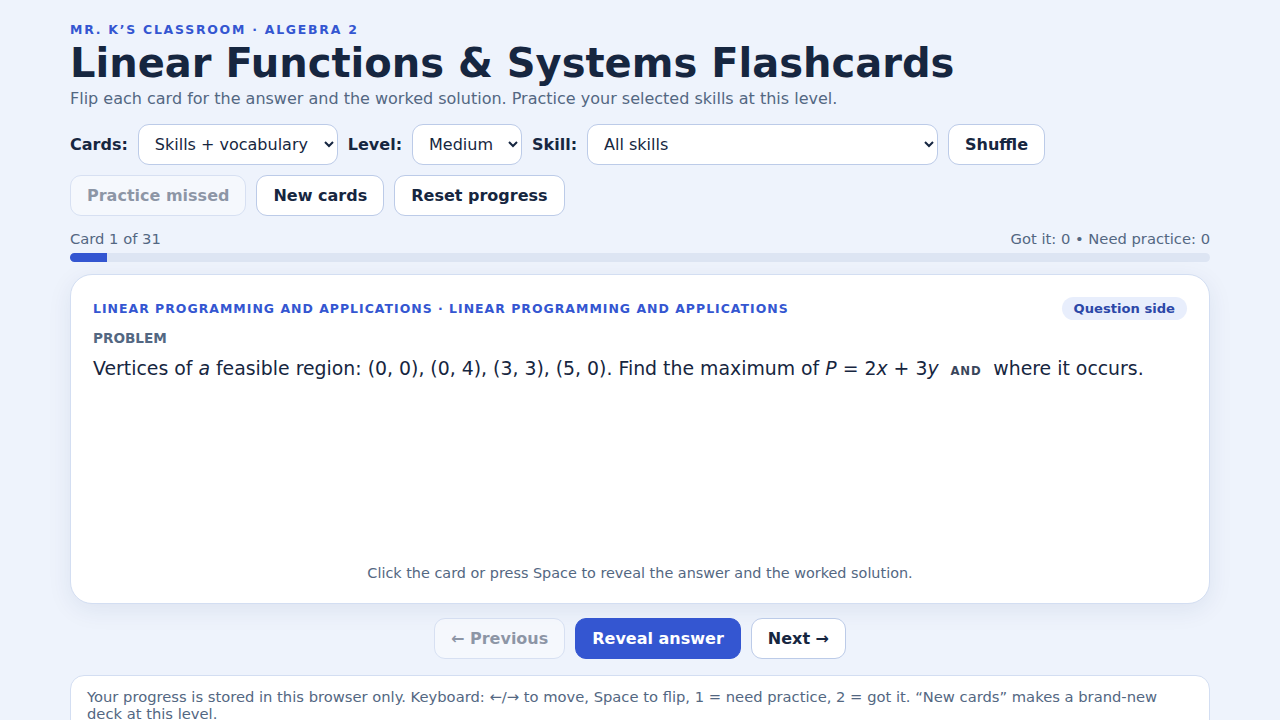 MR. K’S CLASSROOM · ALGEBRA 2
Linear Functions & Systems Flashcards
Flip each card for the answer and the worked solution. Practice your selected skills at this level.
Cards: Skills + vocabulary Level: Medium Skill: All skills Shuffle
Practice missed New cards Reset progress
Card 1 of 31 Got it: 0 • Need practice: 0
LINEAR PROGRAMMING AND APPLICATIONS · LINEAR PROGRAMMING AND APPLICATIONS Question side
PROBLEM
Vertices of a feasible region: (0, 0), (0, 4), (3, 3), (5, 0). Find the maximum of P = 2x + 3y AND where it occurs.
Click the card or press Space to reveal the answer and the worked solution.
← Previous Reveal answer Next →
Your progress is stored in this browser only. Keyboard: ←/→ to move, Space to flip, 1 = need practice, 2 = got it. “New cards” makes a brand-new
deck at this level.